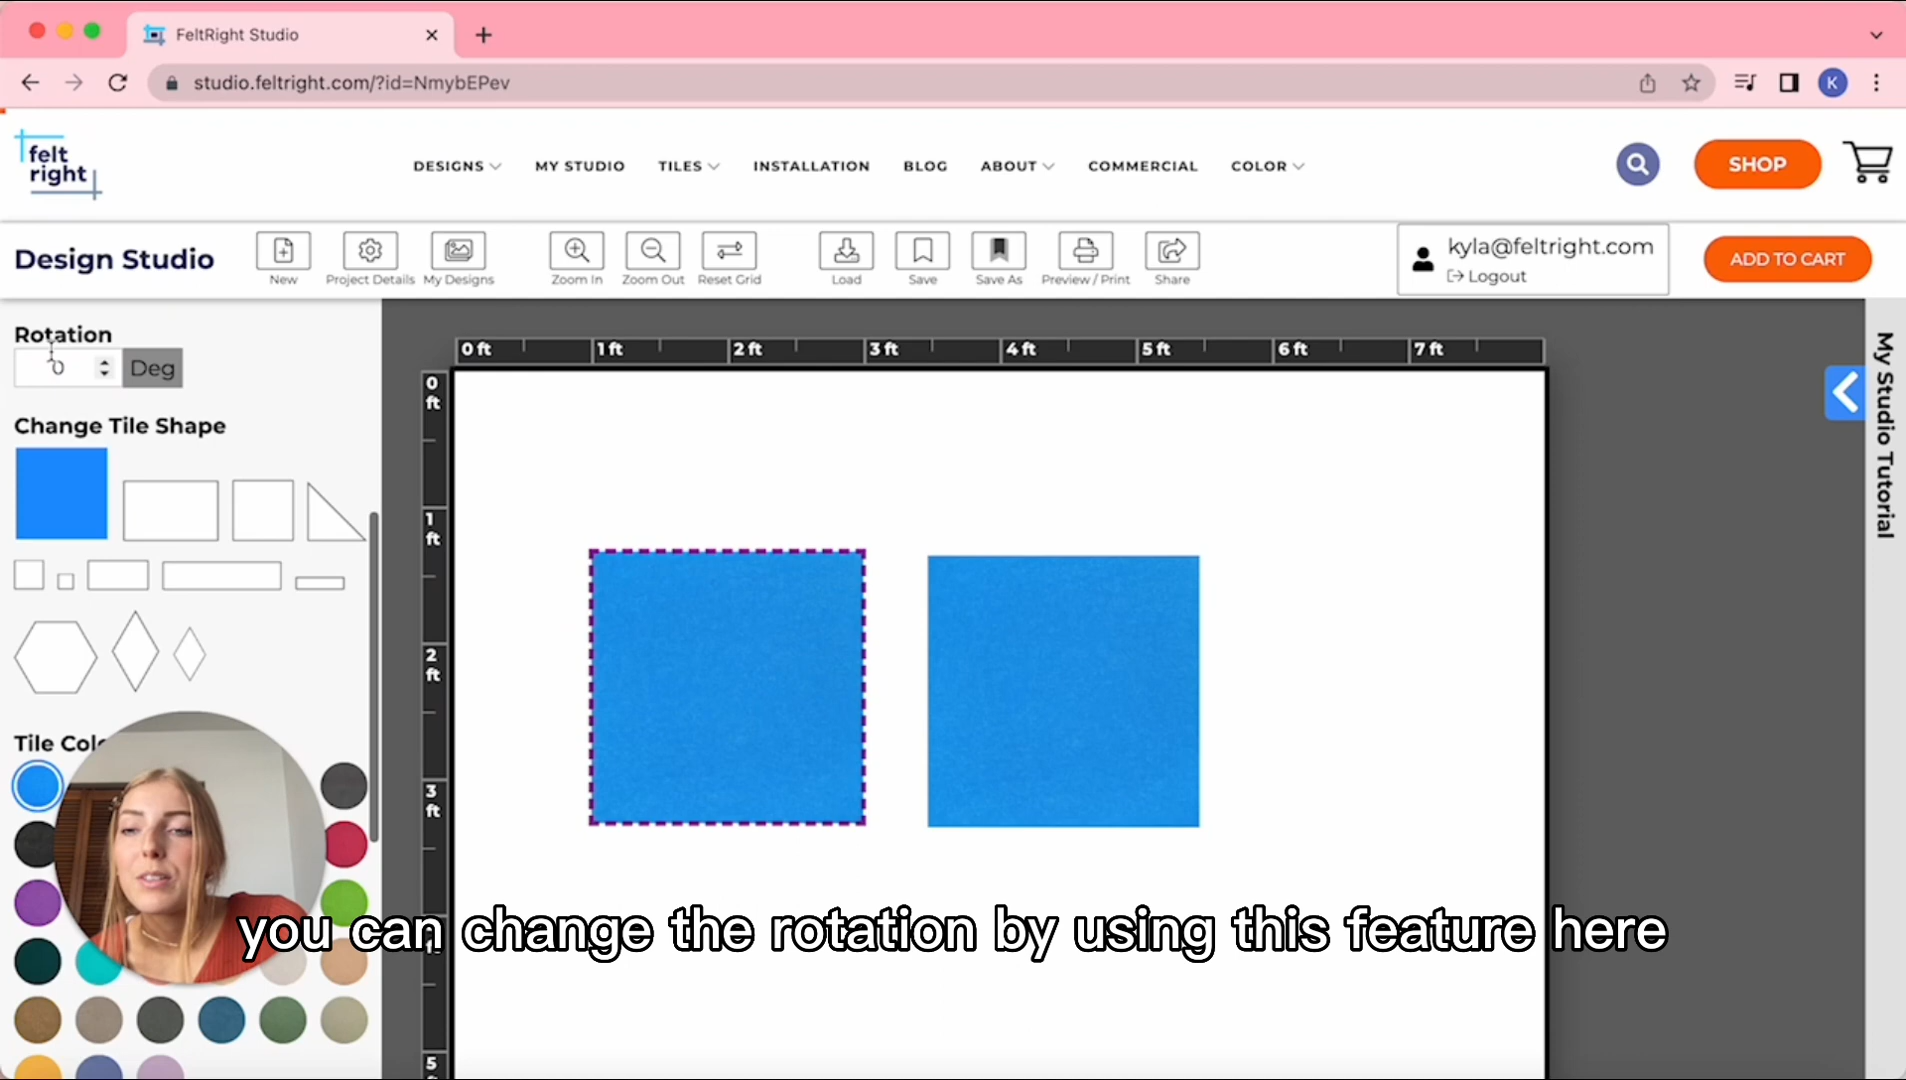 FeltRight Studio
studio.feltright.com/?id=NmybEPev
K
felt
right
DESIGNS
MY STUDIO
TILES
INSTALLATION
BLOG
ABOUT
COMMERCIAL
COLOR
SHOP
Design Studio
New
Project Details
My Designs
Zoom In
Zoom Out
Reset Grid
Load
Save
Save As
Preview / Print
Share
kyla@feltright.com
Logout
ADD TO CART
Rotation
0
Deg
Change Tile Shape
Tile Colo
0 ft
1 ft
2 ft
3 ft
4 ft
5 ft
6 ft
7 ft
0
ft
1
ft
2
ft
3
ft
5
My Studio Tutorial
you can change the rotation by using this feature here